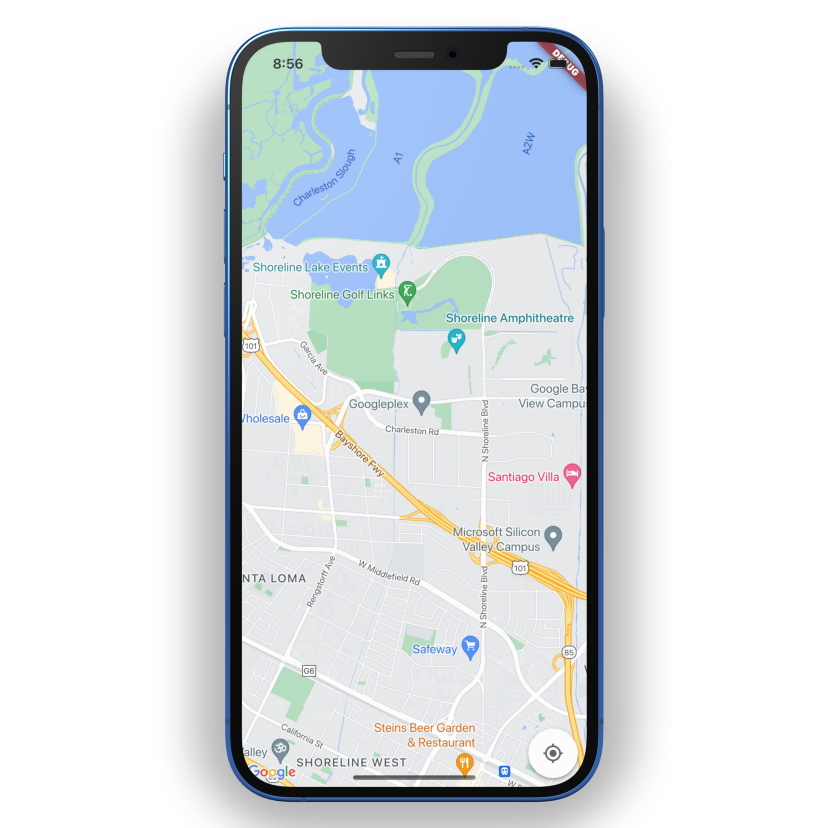 8:56
DEBUG
A2W
A1
Charleston Slough
Shoreline Lake Events
Shoreline Golf Links
Shoreline Amphitheatre
101
Garcia Ave
Google Bay
View Campus
Googleplex
Wholesale
Charleston Rd
N Shoreline Blvd
Bayshore Fwy
Santiago Villa
Microsoft Silicon
Valley Campus
101
W Middlefield Rd
NTA LOMA
Rengstorff Ave
N Shoreline Blvd
Safeway
85
G6
Steins Beer Garden
& Restaurant
California St
alley
SHORELINE WEST
Google